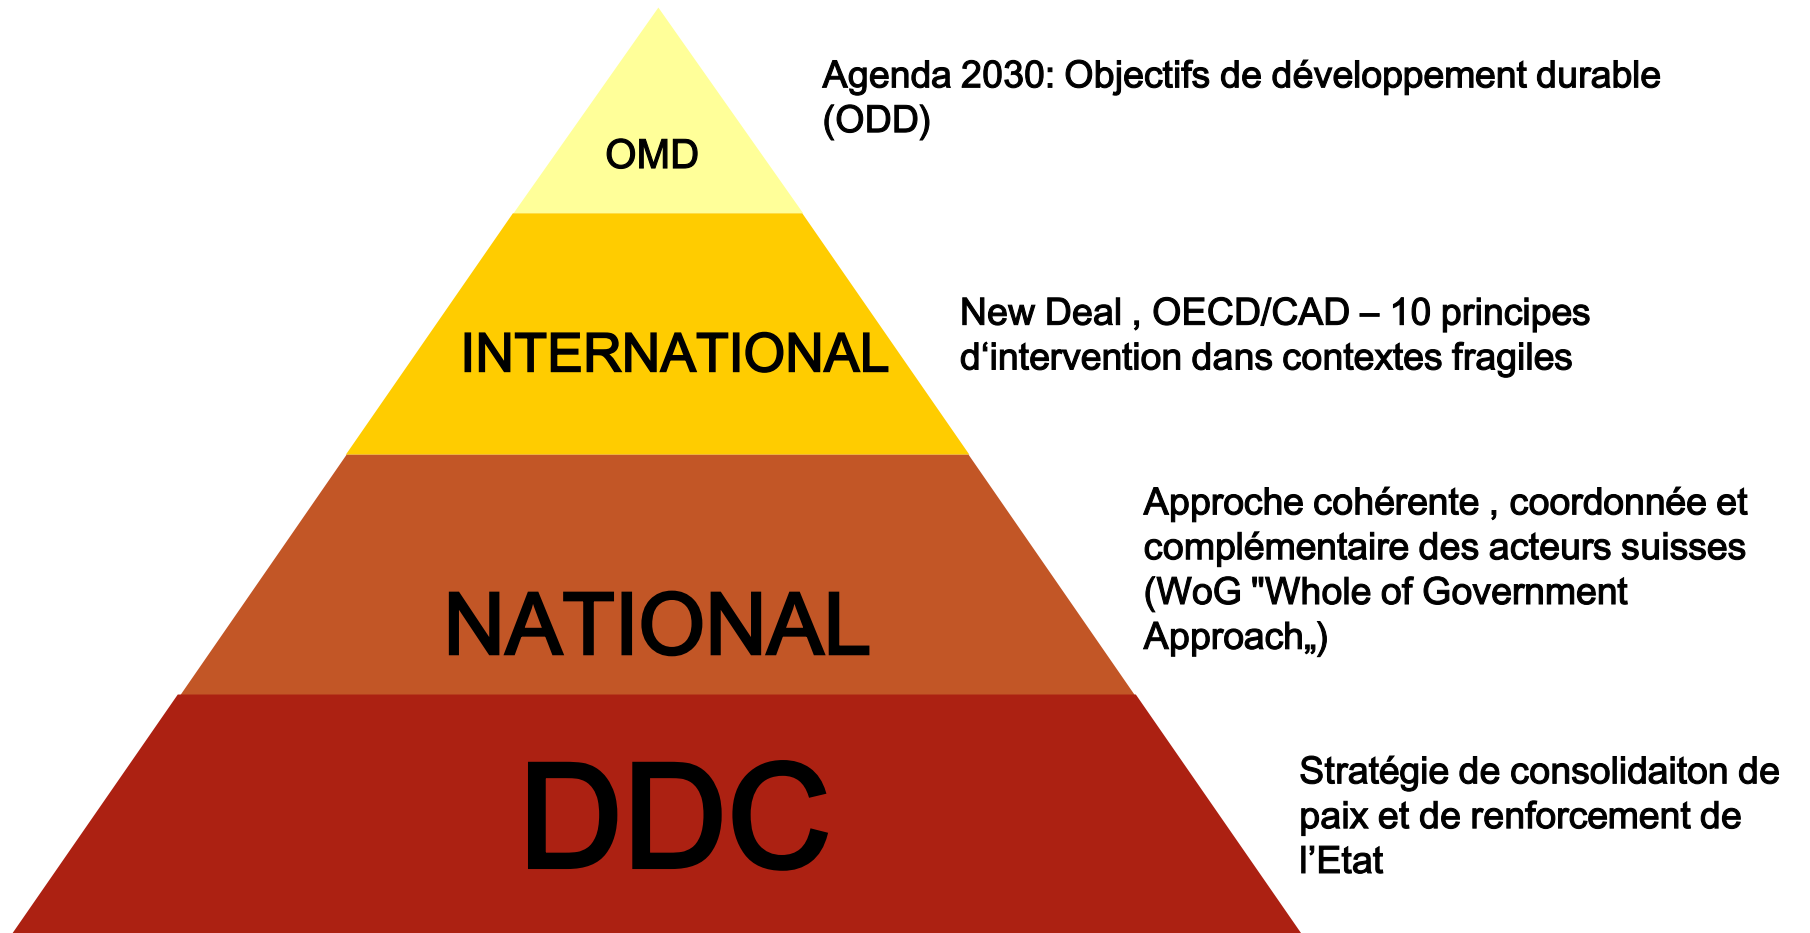 Agenda 2030: Objectifs de développement durable
(ODD)
OMD
New Deal , OECD/CAD – 10 principes
d‘intervention dans contextes fragiles
INTERNATIONAL
Approche cohérente , coordonnée et
complémentaire des acteurs suisses
(WoG "Whole of Government
Approach„)
NATIONAL
Stratégie de consolidaiton de
paix et de renforcement de
l’Etat
DDC